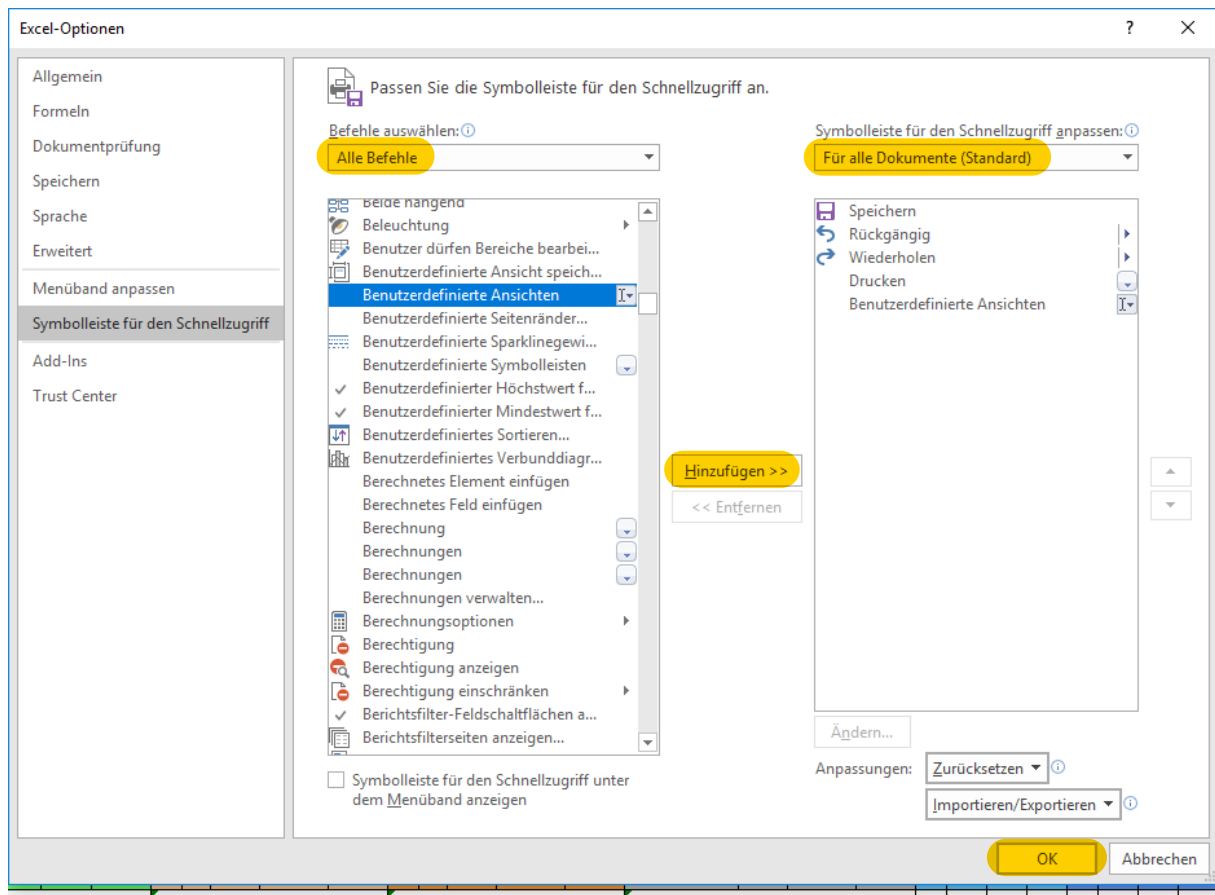 Excel-Optionen
?
Allgemein
Formeln
Dokumentprüfung
Speichern
Sprache
Erweitert
Menüband anpassen
Symbolleiste für den Schnellzugriff
Add-Ins
Trust Center
Passen Sie die Symbolleiste für den Schnellzugriff an.
Befehle auswählen:
Alle Befehle
Beide hängend
Beleuchtung
Benutzer dürfen Bereiche bearbei...
Benutzerdefinierte Ansicht speich...
Benutzerdefinierte Ansichten
Benutzerdefinierte Seitenränder...
Benutzerdefinierte Sparklinegewi...
Benutzerdefinierte Symbolleisten
Benutzerdefinierter Höchstwert f...
Benutzerdefinierter Mindestwert f...
Benutzerdefiniertes Sortieren...
Benutzerdefiniertes Verbunddiagr...
Berechnetes Element einfügen
Berechnetes Feld einfügen
Berechnung
Berechnungen
Berechnungen
Berechnungen verwalten...
Berechnungsoptionen
Berechtigung
Berechtigung anzeigen
Berechtigung einschränken
Berichtsfilter-Feldschaltflächen a...
Berichtsfilterseiten anzeigen...
Symbolleiste für den Schnellzugriff unter
dem Menüband anzeigen
Hinzufügen >>
<< Entfernen
Symbolleiste für den Schnellzugriff anpassen:
Für alle Dokumente (Standard)
Speichern
Rückgängig
Wiederholen
Drucken
Benutzerdefinierte Ansichten
Ändern...
Anpassungen:
Zurücksetzen
Importieren/Exportieren
OK
Abbrechen